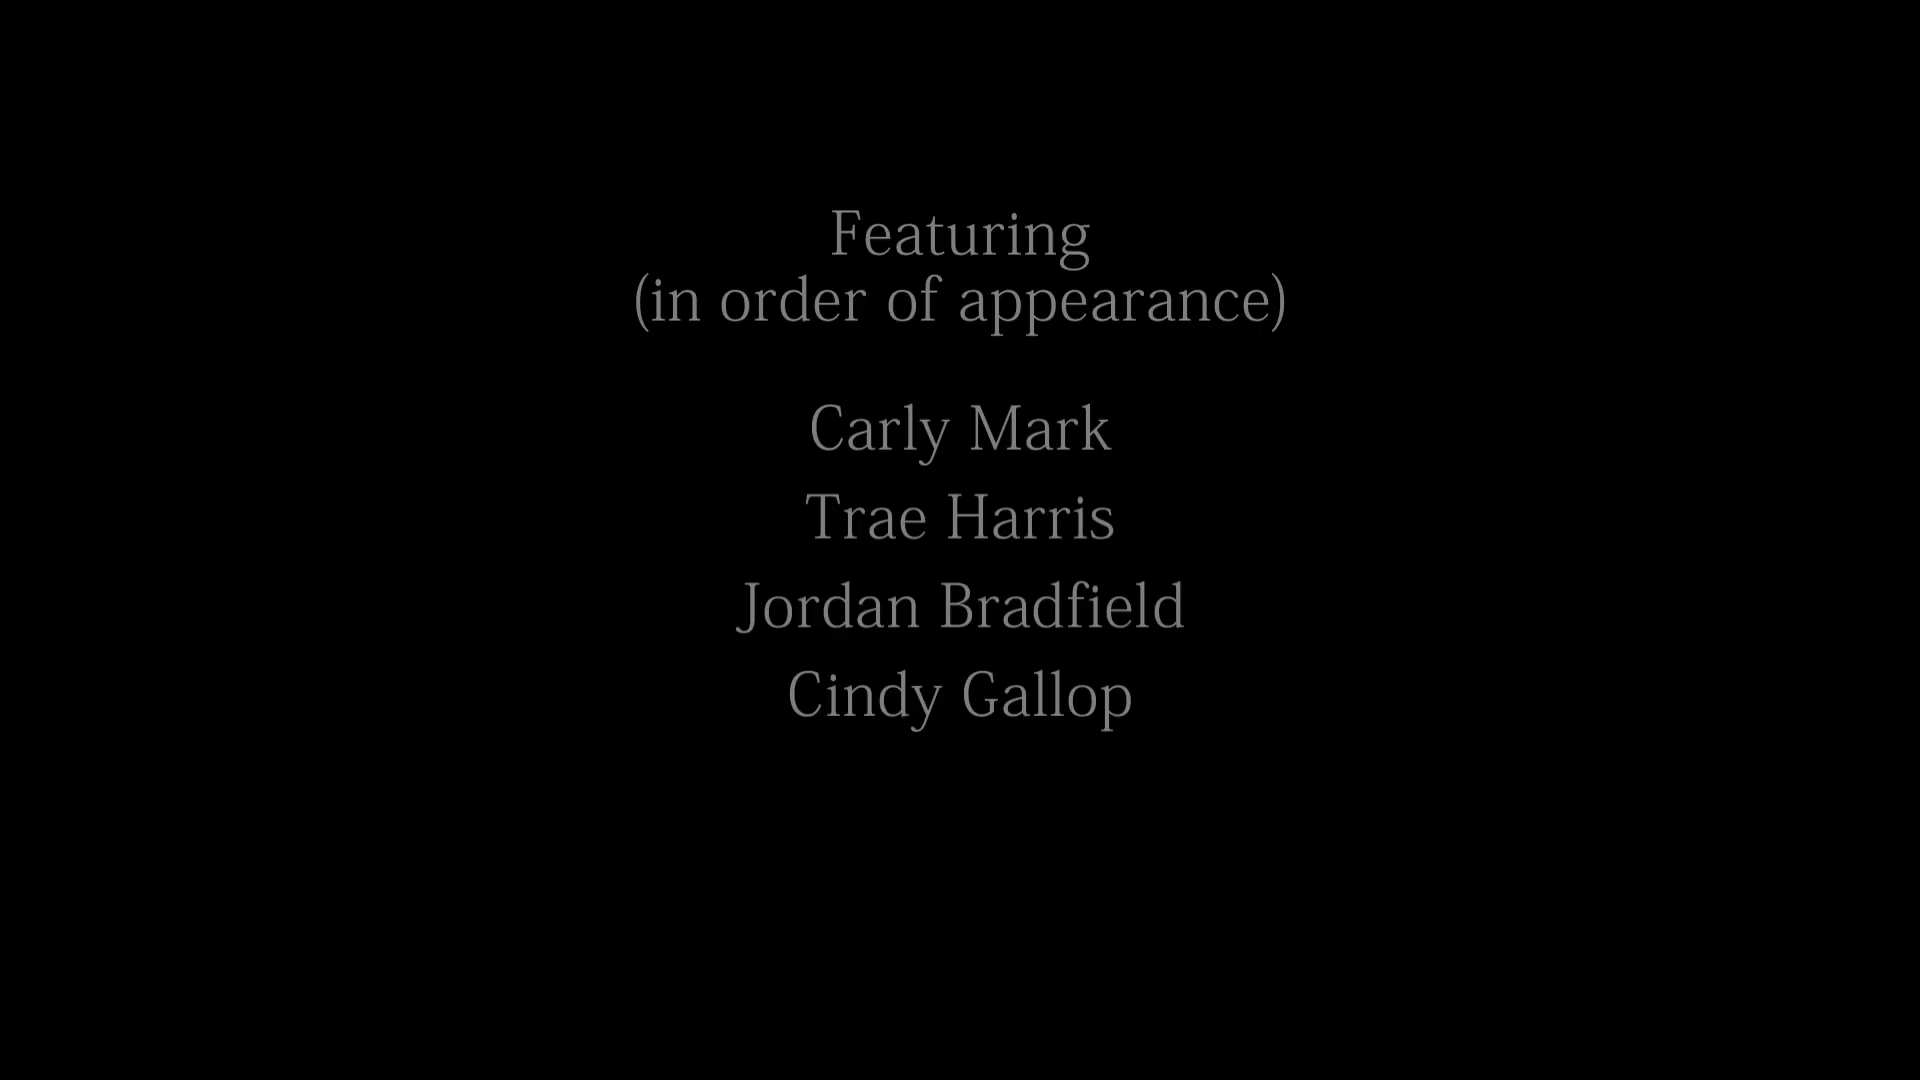 Featuring
(in order of appearance)
Carly Mark
Trae Harris
Jordan Bradfield
Cindy Gallop